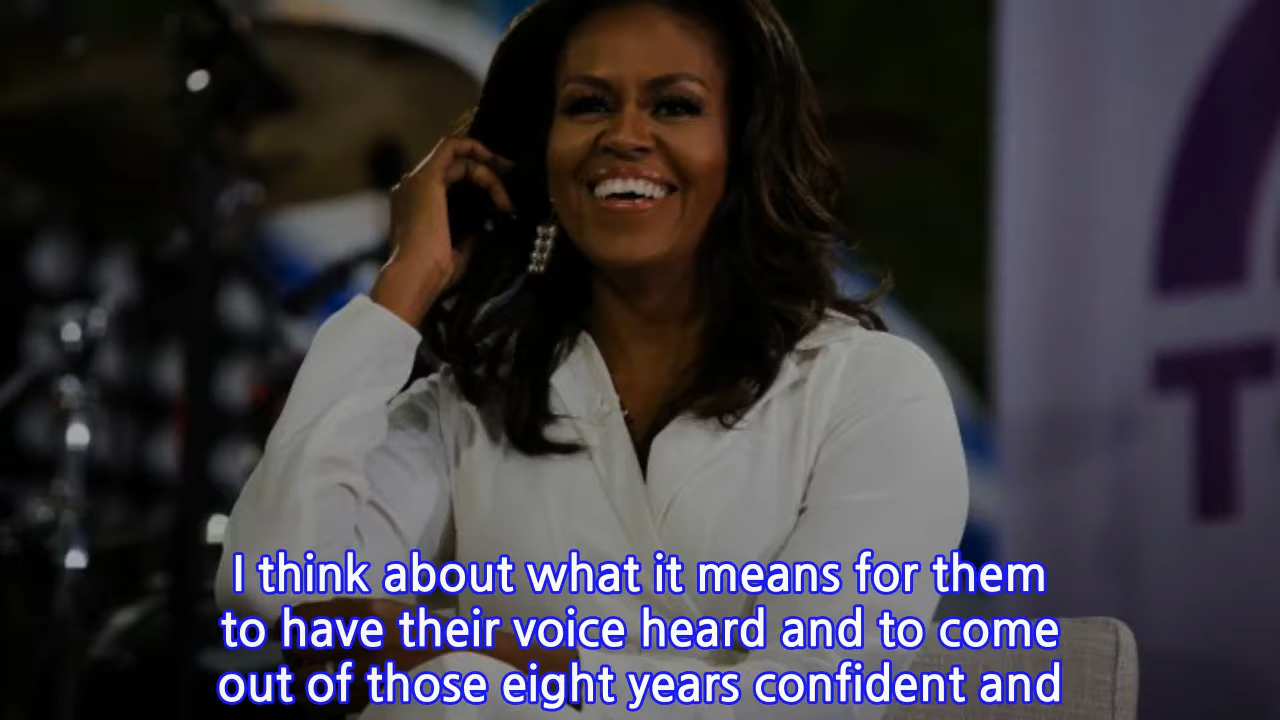 T
I think about what it means for them
to have their voice heard and to come
out of those eight years confident and